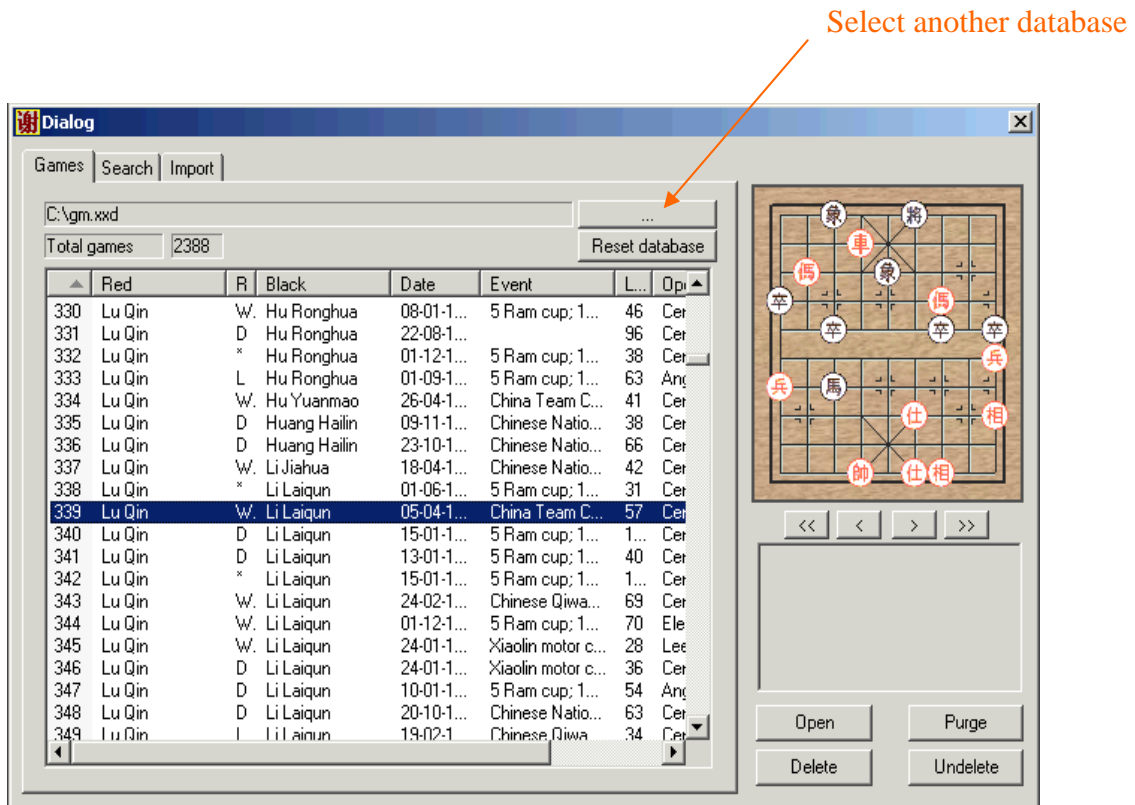 Select another database
谢 Dialog
Games Search Import
C:\gm.xxd ...
Total games 2388 Reset database
Red R Black Date Event L... Op
330 Lu Qin W. Hu Ronghua 08-01-1... 5 Ram cup; 1... 46 Cer
331 Lu Qin D Hu Ronghua 22-08-1... 96 Cer
332 Lu Qin * Hu Ronghua 01-12-1... 5 Ram cup; 1... 38 Cer
333 Lu Qin L Hu Ronghua 01-09-1... 5 Ram cup; 1... 63 Ang
334 Lu Qin W. Hu Yuanmao 26-04-1... China Team C... 41 Cer
335 Lu Qin D Huang Hailin 09-11-1... Chinese Natio... 38 Cer
336 Lu Qin D Huang Hailin 23-10-1... Chinese Natio... 66 Cer
337 Lu Qin W. Li Jiahua 18-04-1... Chinese Natio... 42 Cer
338 Lu Qin * Li Laiqun 01-06-1... 5 Ram cup; 1... 31 Cer
339 Lu Qin W. Li Laiqun 05-04-1... China Team C... 57 Cer
340 Lu Qin D Li Laiqun 15-01-1... 5 Ram cup; 1... 1... Cer
341 Lu Qin D Li Laiqun 13-01-1... 5 Ram cup; 1... 40 Cer
342 Lu Qin * Li Laiqun 15-01-1... 5 Ram cup; 1... 1... Cer
343 Lu Qin W. Li Laiqun 24-02-1... Chinese Qiwa... 69 Cer
344 Lu Qin W. Li Laiqun 01-12-1... 5 Ram cup; 1... 70 Ele
345 Lu Qin W. Li Laiqun 24-01-1... Xiaolin motor c... 28 Lee
346 Lu Qin D Li Laiqun 24-01-1... Xiaolin motor c... 36 Cer
347 Lu Qin D Li Laiqun 10-01-1... 5 Ram cup; 1... 54 Ang
348 Lu Qin D Li Laiqun 20-10-1... Chinese Natio... 63 Cer
349 Lu Qin L Li Laiqun 19-02-1 Chinese Qiwa 34 Cer
象 將
車
傌 象
卒 傌
卒 卒 卒
兵
兵 馬
仕 相
帥 仕 相
<< < > >>
Open Purge
Delete Undelete